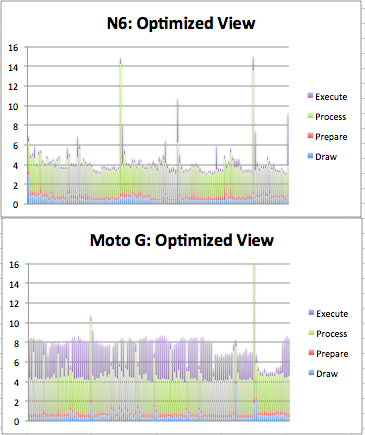 N6: Optimized View
16
14
12
10
8
6
4
2
0
Execute
Process
Prepare
Draw
Moto G: Optimized View
16
14
12
10
8
6
4
2
0
Execute
Process
Prepare
Draw